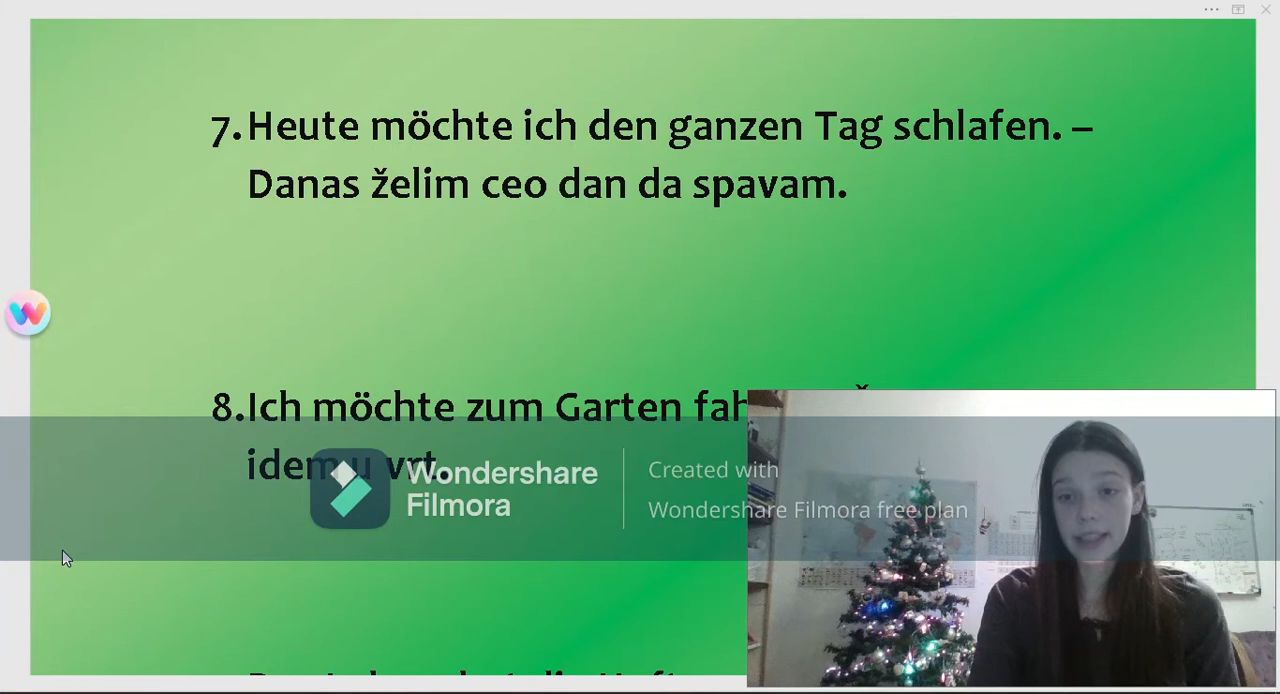 7. Heute möchte ich den ganzen Tag schlafen. –
Danas želim ceo dan da spavam.
8. Ich möchte zum Garten
idem u vrt.
Wondershare
Filmora
Created with
Wondershare Filmora free plan